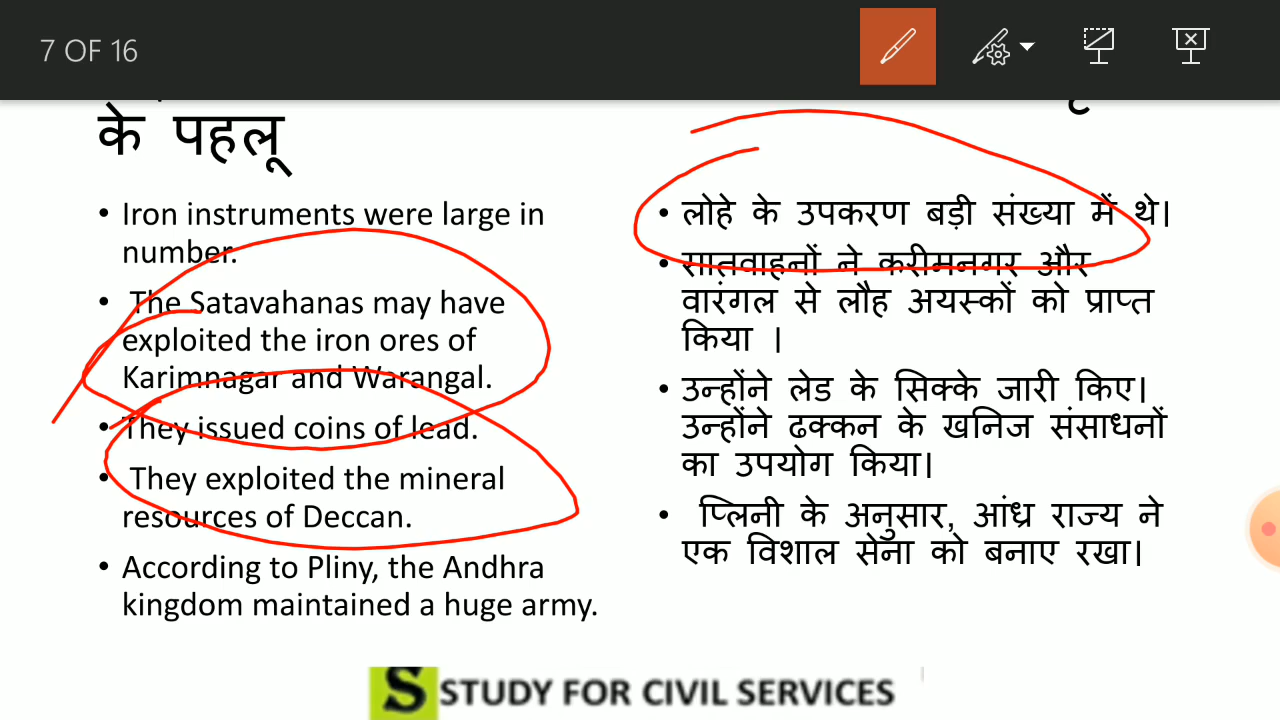 7 OF 16
के पहलू
• Iron instruments were large in
number.
• The Satavahanas may have
exploited the iron ores of
Karimnagar and Warangal.
• They issued coins of lead.
• They exploited the mineral
resources of Deccan.
• According to Pliny, the Andhra
kingdom maintained a huge army.
• लोहे के उपकरण बड़ी संख्या में थे।
• सातवाहनों ने करीमनगर और
वारंगल से लौह अयस्कों को प्राप्त
किया ।
• उन्होंने लेड के सिक्के जारी किए।
उन्होंने ढक्कन के खनिज संसाधनों
का उपयोग किया।
• प्लिनी के अनुसार, आंध्र राज्य ने
एक विशाल सेना को बनाए रखा।
S STUDY FOR CIVIL SERVICES